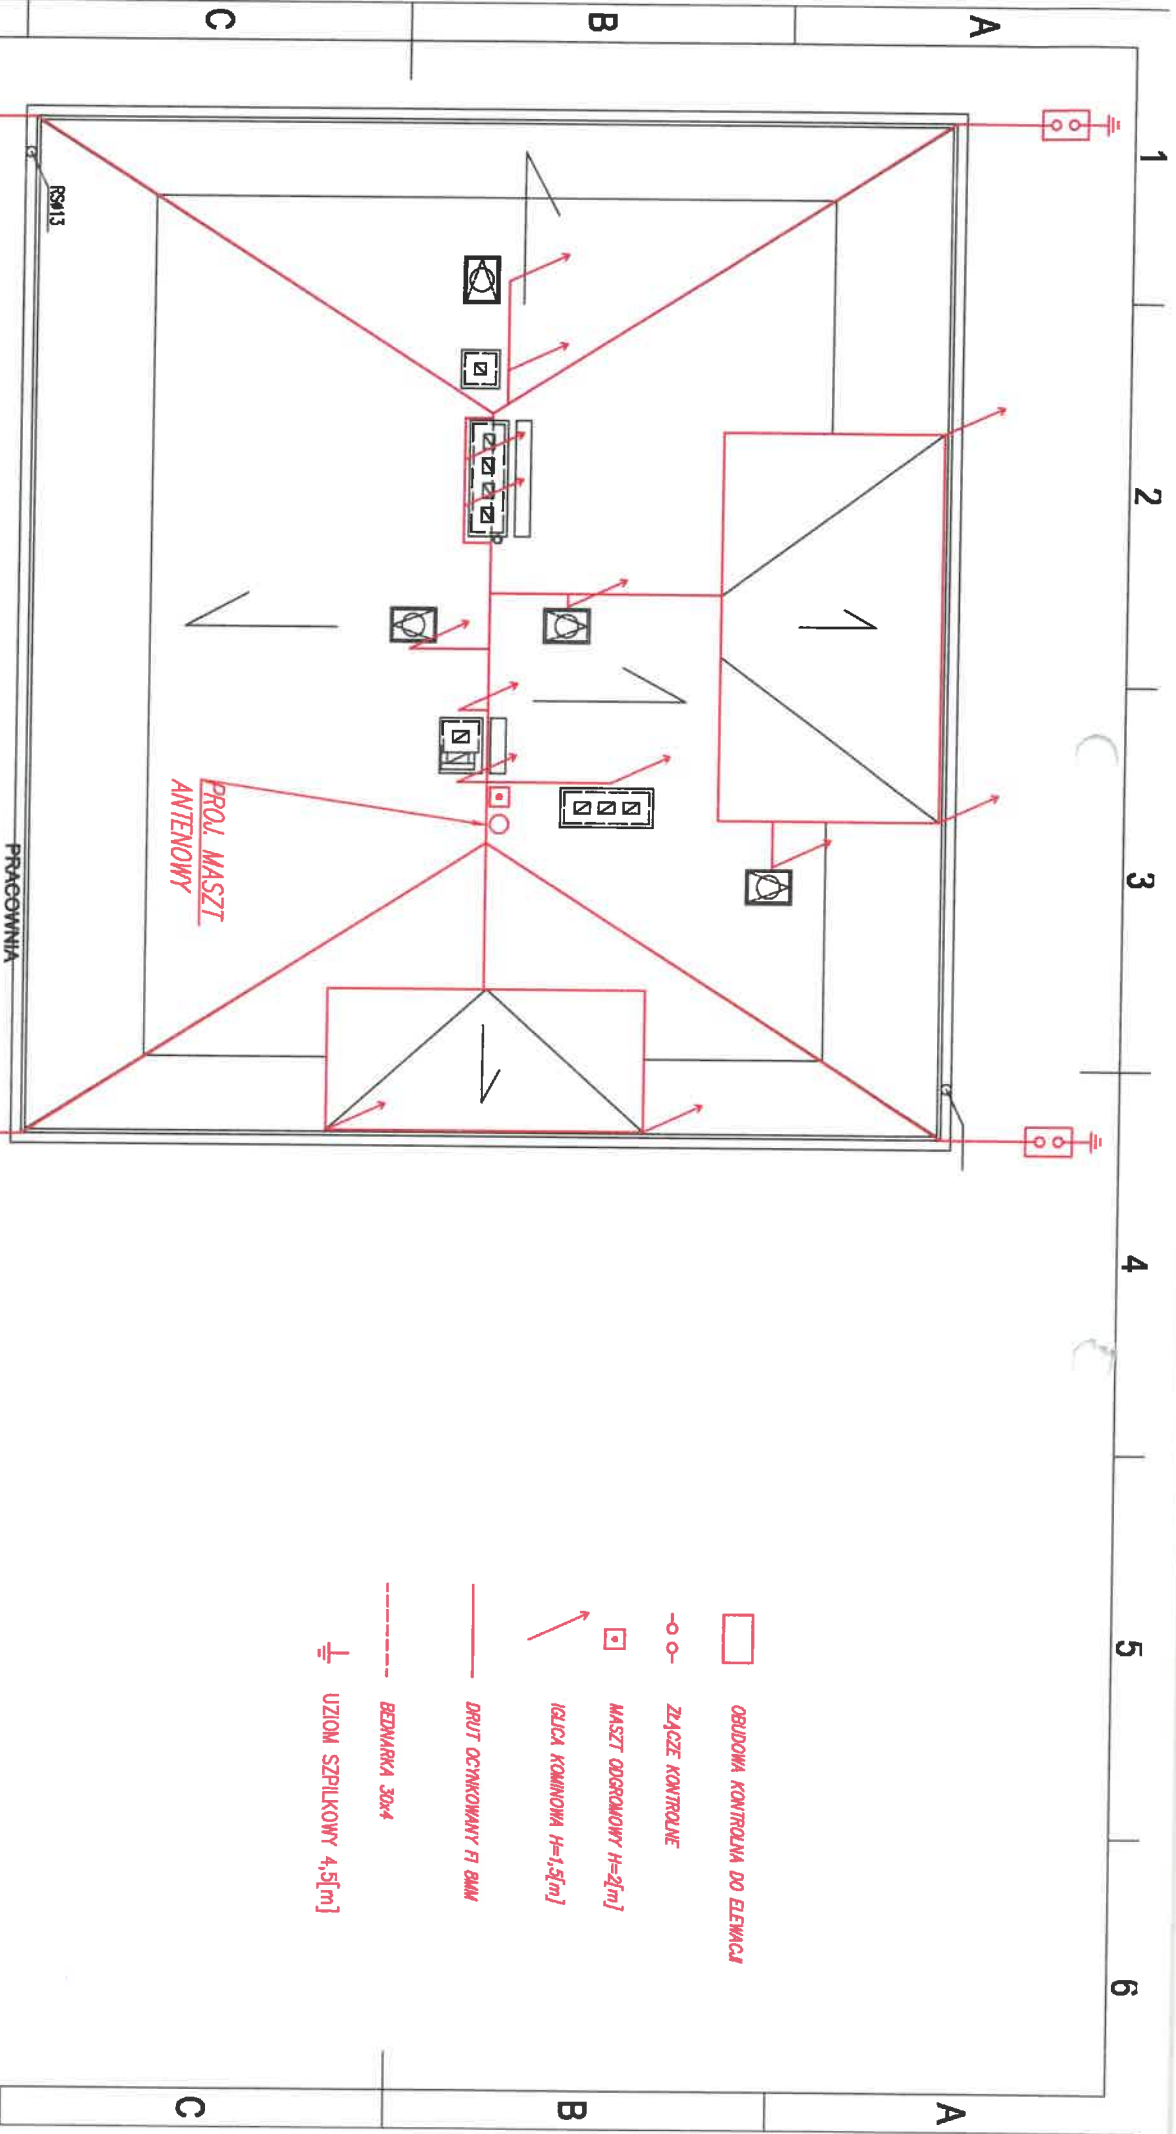 1
2
3
4
5
6
A
B
C
A
B
C
RSø13
PROJ. MASZT
ANTENOWY
PRACOWNIA
OBUDOWA KONTROLNA DO ELEWACJI
ZŁĄCZE KONTROLNE
MASZT ODGROMOWY H=2[m]
IGLICA KOMINOWA H=1,5[m]
DRUT OCYNKOWANY FI 8MM
BEDNARKA 30x4
UZIOM SZPILKOWY 4,5[m]